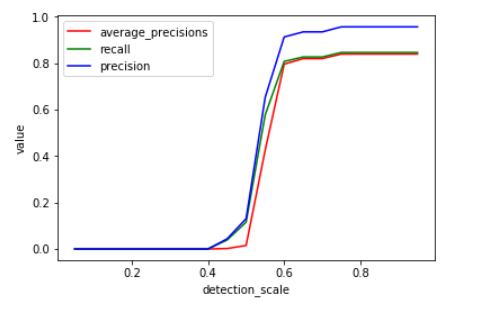 1.0
0.8
0.6
0.4
0.2
0.0
value
average_precisions
recall
precision
0.2 0.4 0.6 0.8
detection_scale